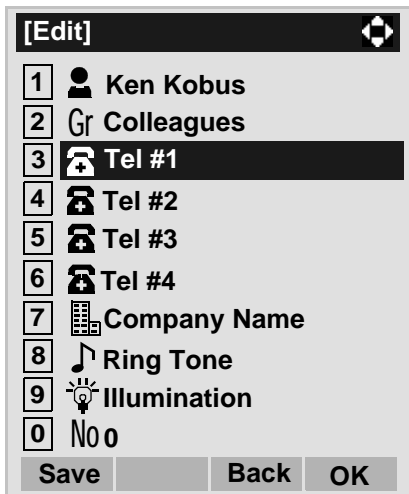 [Edit]
1 Ken Kobus
2 Gr Colleagues
3 Tel #1
4 Tel #2
5 Tel #3
6 Tel #4
7 Company Name
8 Ring Tone
9 Illumination
0 No 0
Save Back OK